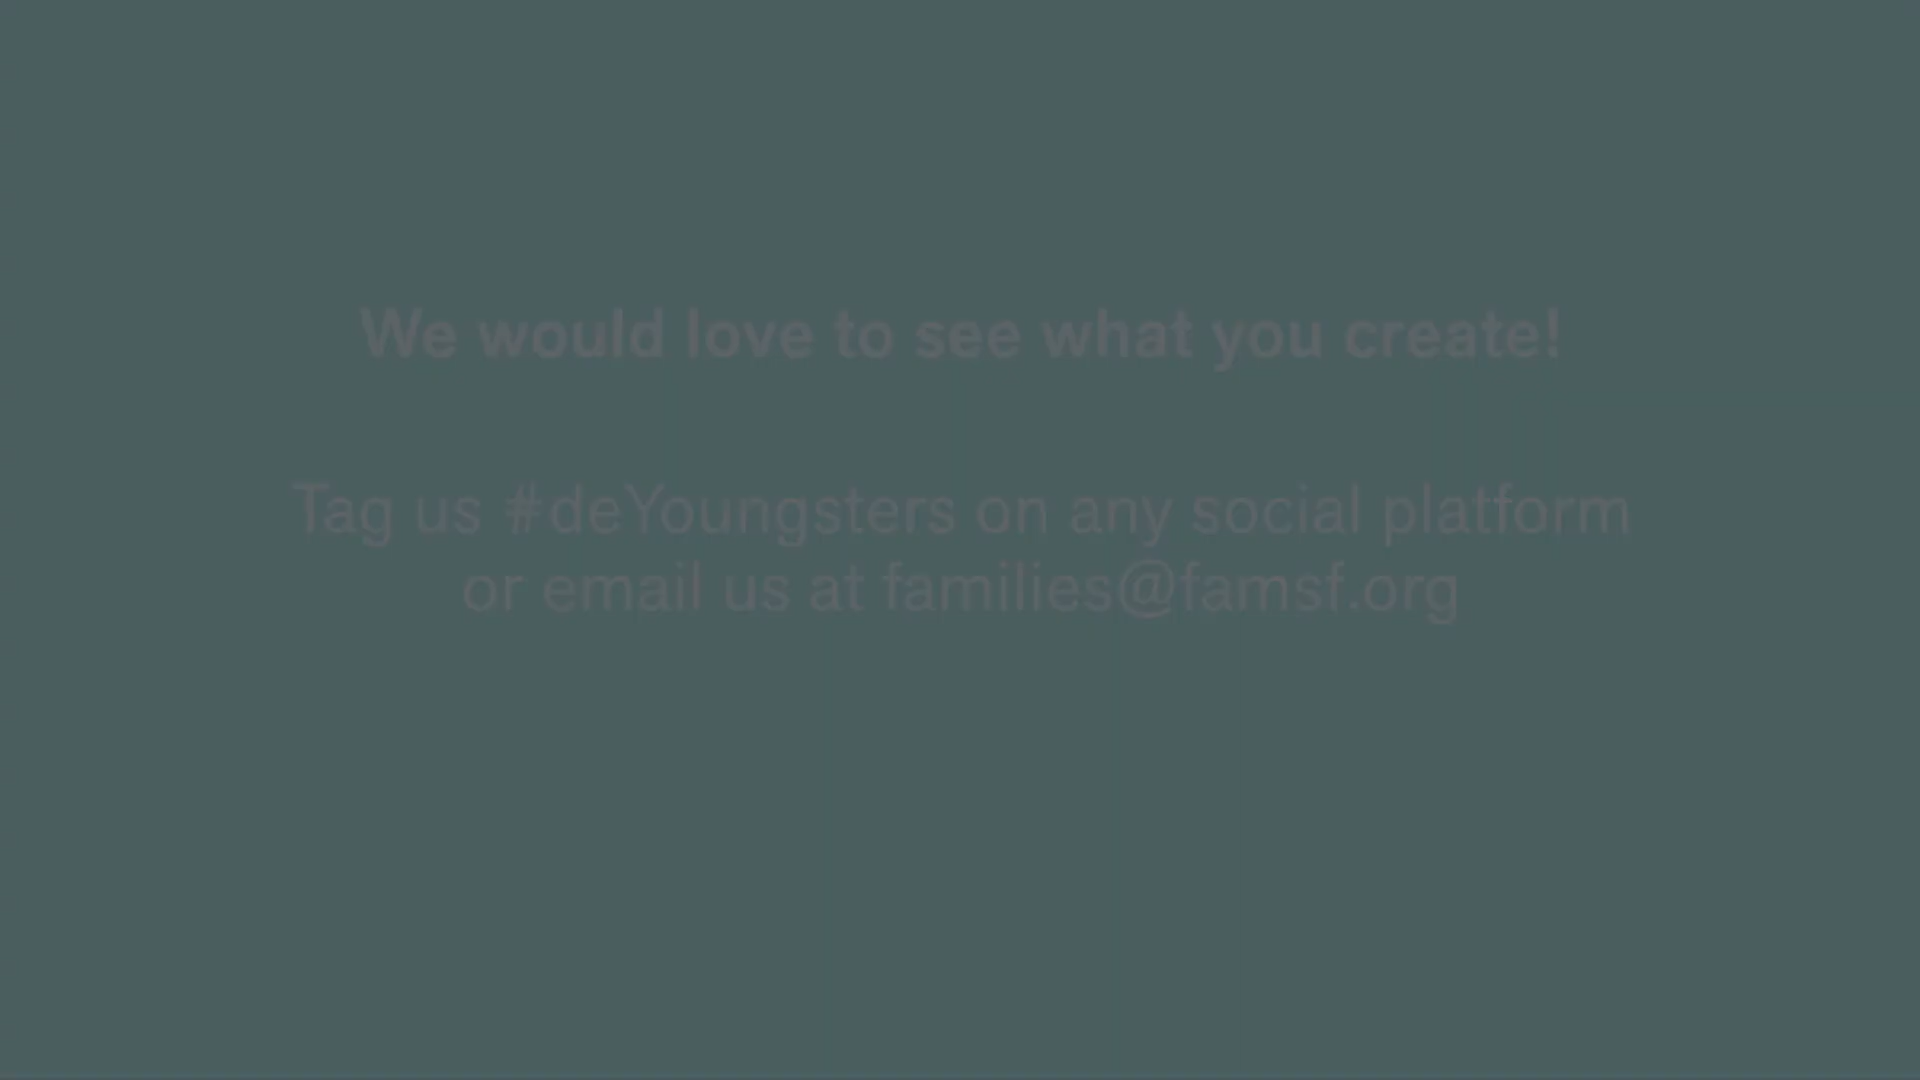 We would love to see what you create!
Tag us #deYoungsters on any social platform
or email us at families@famsf.org